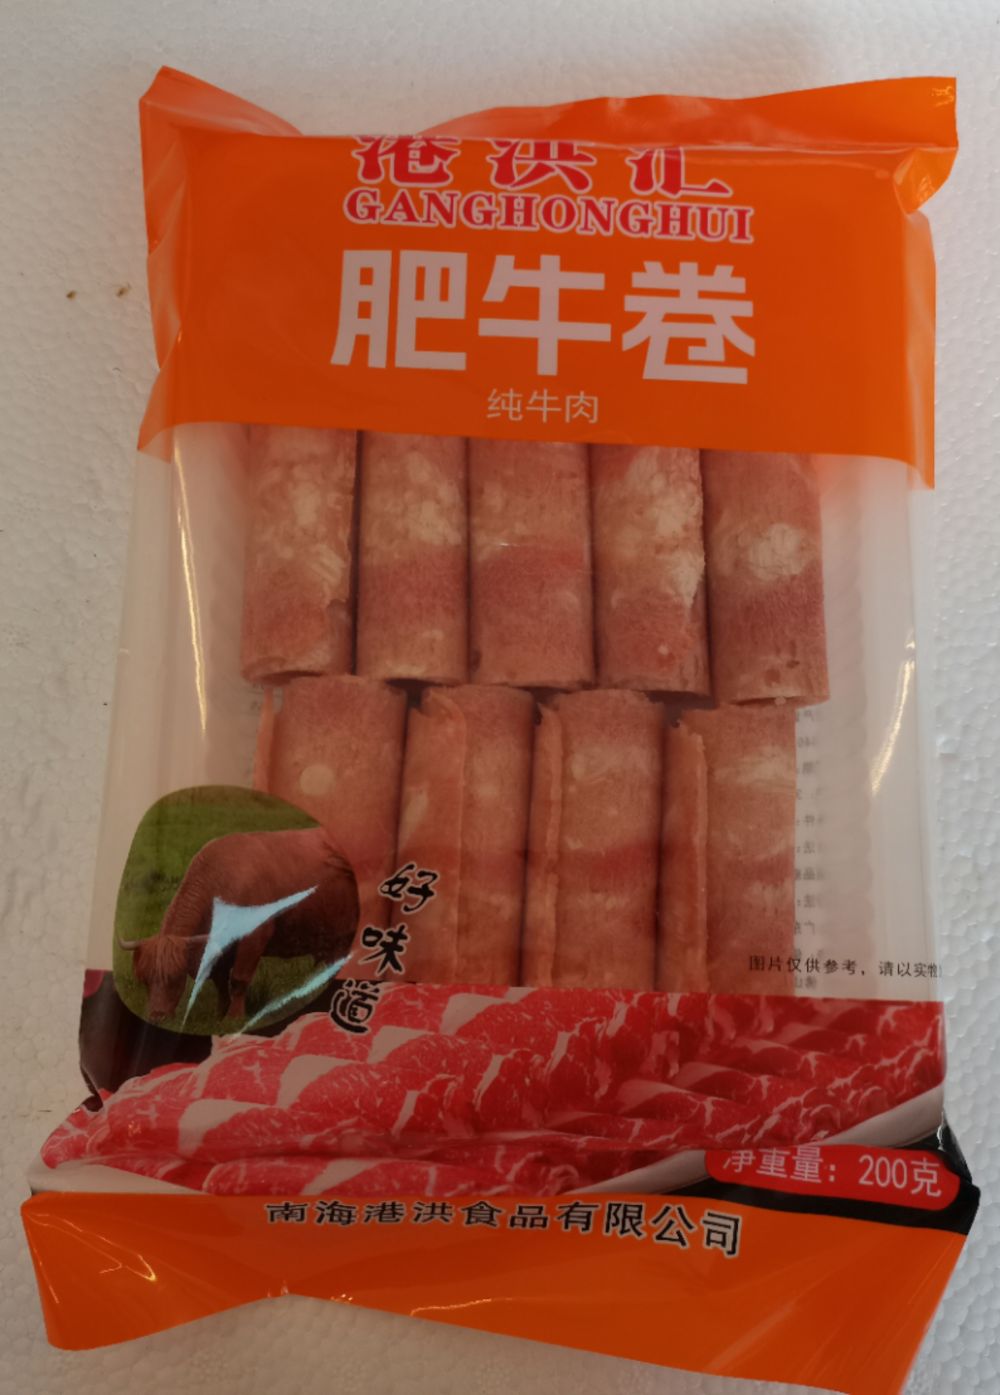 港洪汇
GANGHONGHUI
肥牛卷
纯牛肉
好味道
图片仅供参考，请以实物
净重量：200克
南海港洪食品有限公司